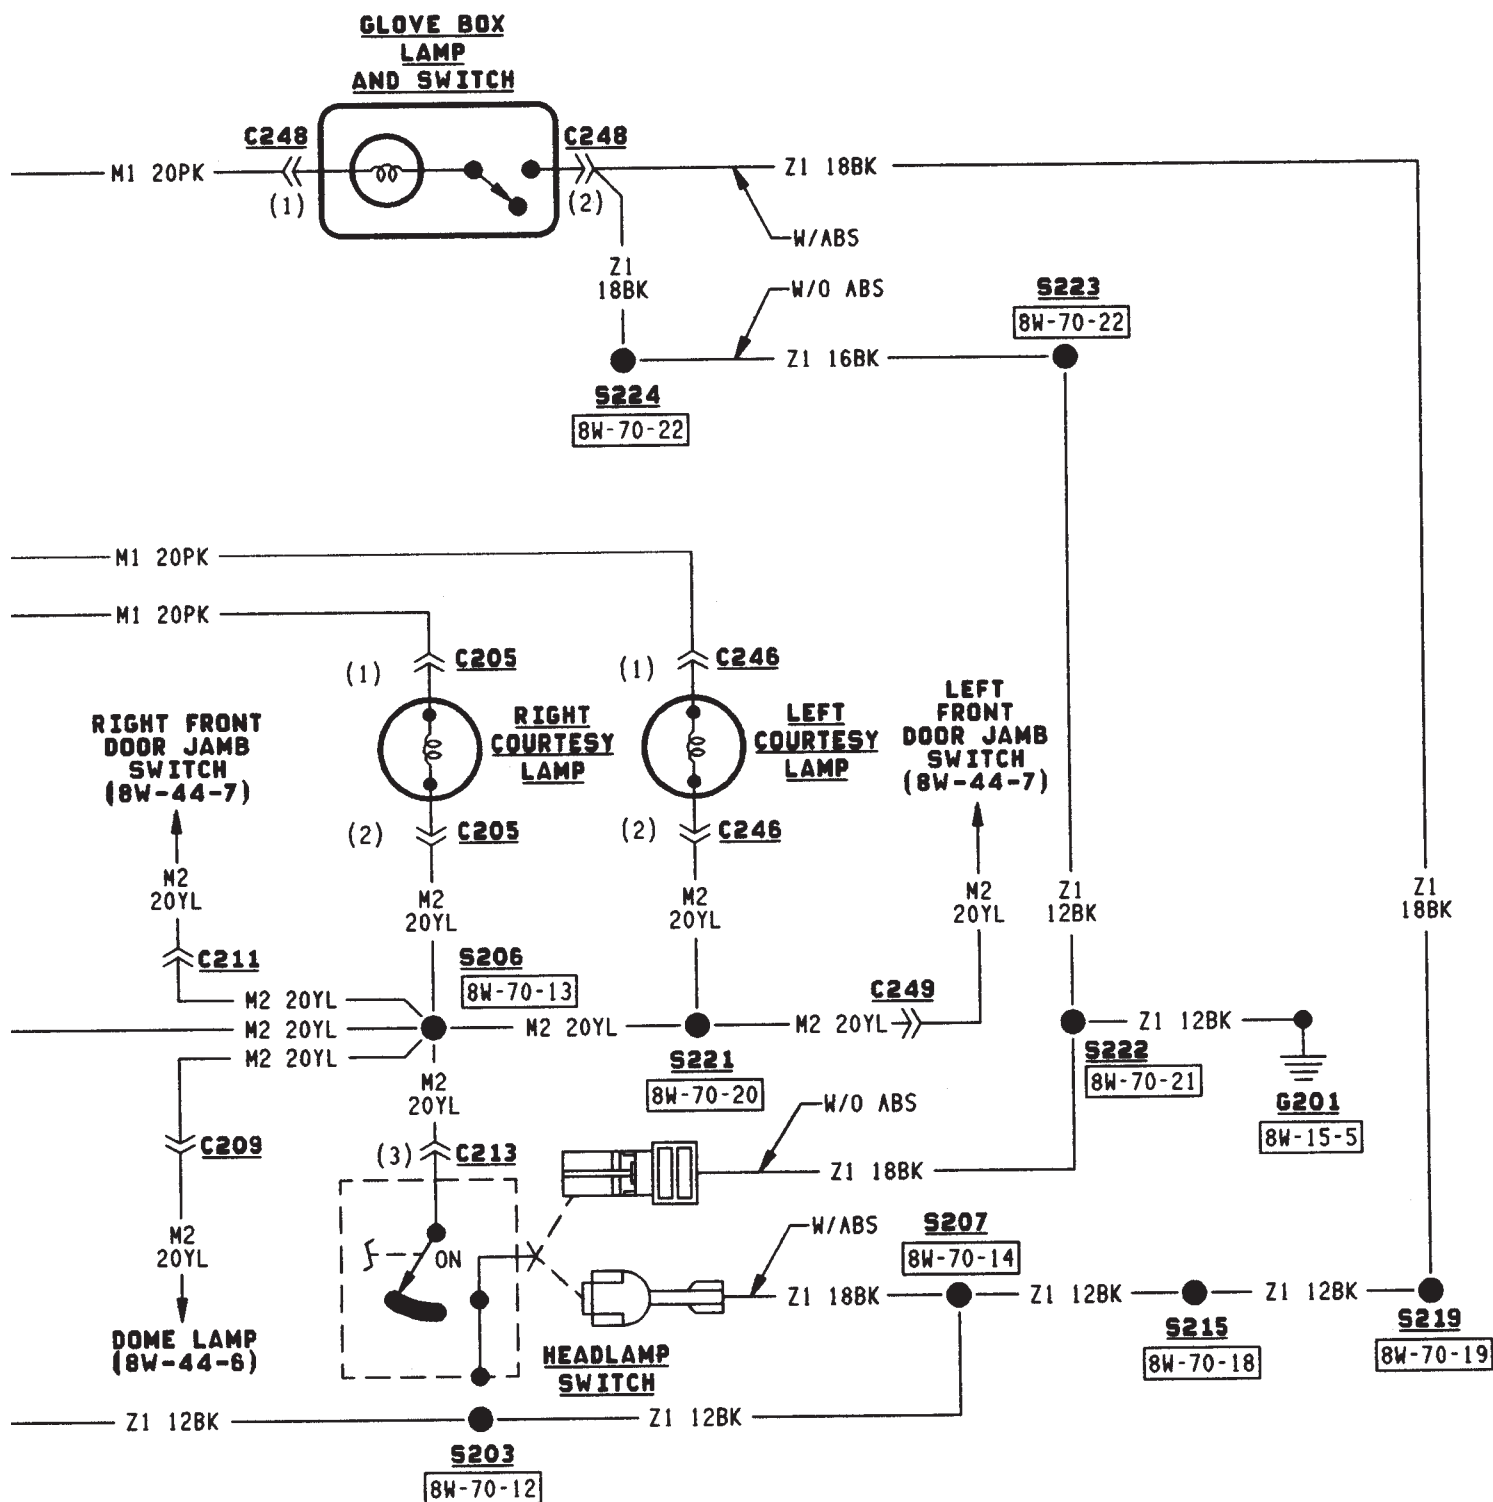 GLOVE BOX
LAMP
AND SWITCH
C248
C248
M1 20PK
(1)
(2)
Z1 18BK
W/ABS
Z1
18BK
W/O ABS
S223
8W-70-22
Z1 16BK
S224
8W-70-22
M1 20PK
M1 20PK
(1)
C205
(1)
C246
RIGHT FRONT
DOOR JAMB
SWITCH
(8W-44-7)
RIGHT
COURTESY
LAMP
LEFT
COURTESY
LAMP
LEFT
FRONT
DOOR JAMB
SWITCH
(8W-44-7)
(2)
C205
(2)
C246
M2
20YL
M2
20YL
M2
20YL
M2
20YL
Z1
12BK
Z1
18BK
C211
S206
8W-70-13
C249
M2 20YL
M2 20YL
M2 20YL
M2 20YL
M2 20YL
Z1 12BK
S221
8W-70-20
S222
8W-70-21
G201
8W-15-5
M2
20YL
W/O ABS
C209
(3)
C213
Z1 18BK
M2
20YL
ON
W/ABS
S207
8W-70-14
Z1 18BK
Z1 12BK
Z1 12BK
S215
8W-70-18
S219
8W-70-19
DOME LAMP
(8W-44-6)
HEADLAMP
SWITCH
Z1 12BK
Z1 12BK
S203
8W-70-12